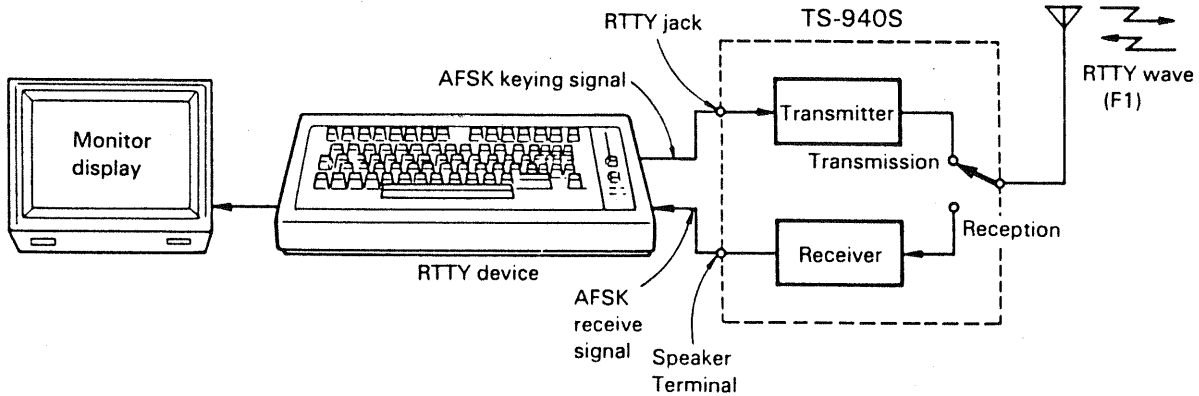 RTTY jack
TS-940S
AFSK keying signal
RTTY wave
(F1)
Monitor
display
Transmitter
Transmission
Reception
Receiver
RTTY device
AFSK
receive
signal
Speaker
Terminal